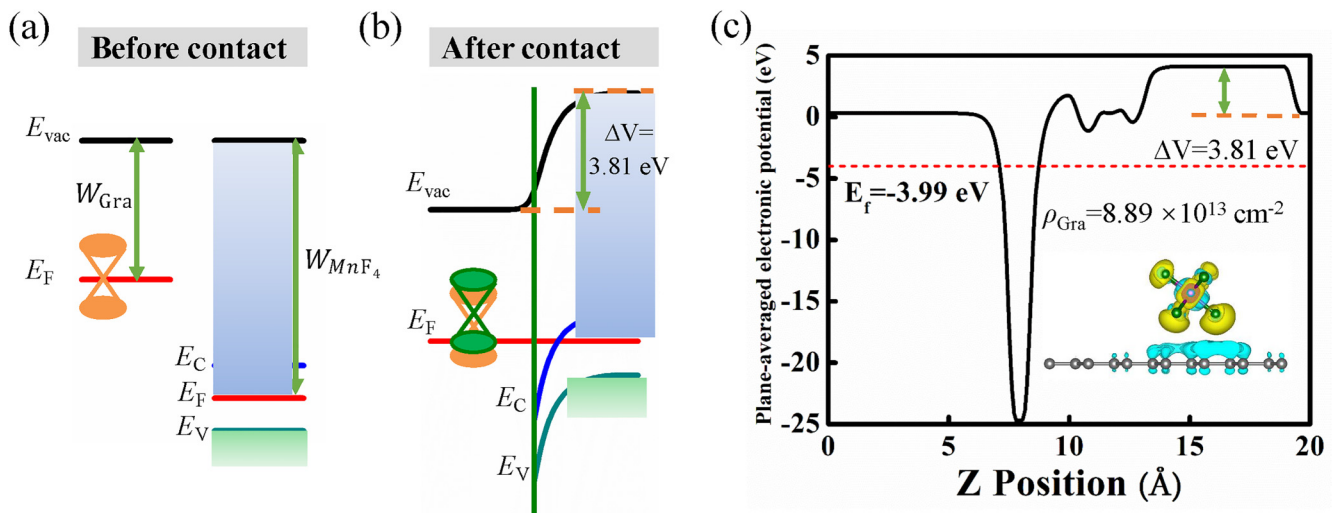 (a)
Before contact
E_vac
W_Gra
E_F
W_MnF₄
E_C
E_F
E_V
(b)
After contact
ΔV=
3.81 eV
E_vac
E_F
E_C
E_V
(c)
Plane-averaged electronic potential (eV)
5
0
-5
-10
-15
-20
-25
ΔV=3.81 eV
E_f=-3.99 eV
ρ_Gra=8.89 ×10¹³ cm⁻²
0
5
10
15
20
Z Position (Å)